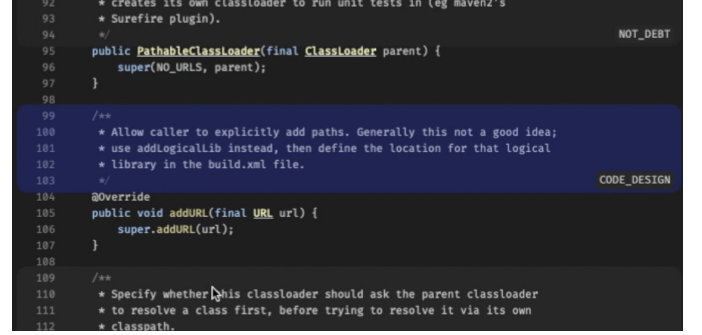 92 * creates its own classloader to run unit tests in (eg maven2's
93 * Surefire plugin).
94 */ NOT_DEBT
95 public PathableClassLoader(final ClassLoader parent) {
96 super(NO_URLS, parent);
97 }
98
99 /**
100 * Allow caller to explicitly add paths. Generally this not a good idea;
101 * use addLogicalLib instead, then define the location for that logical
102 * library in the build.xml file.
103 */ CODE_DESIGN
104 @Override
105 public void addURL(final URL url) {
106 super.addURL(url);
107 }
108
109 /**
110 * Specify whether this classloader should ask the parent classloader
111 * to resolve a class first, before trying to resolve it via its own
112 * classpath.